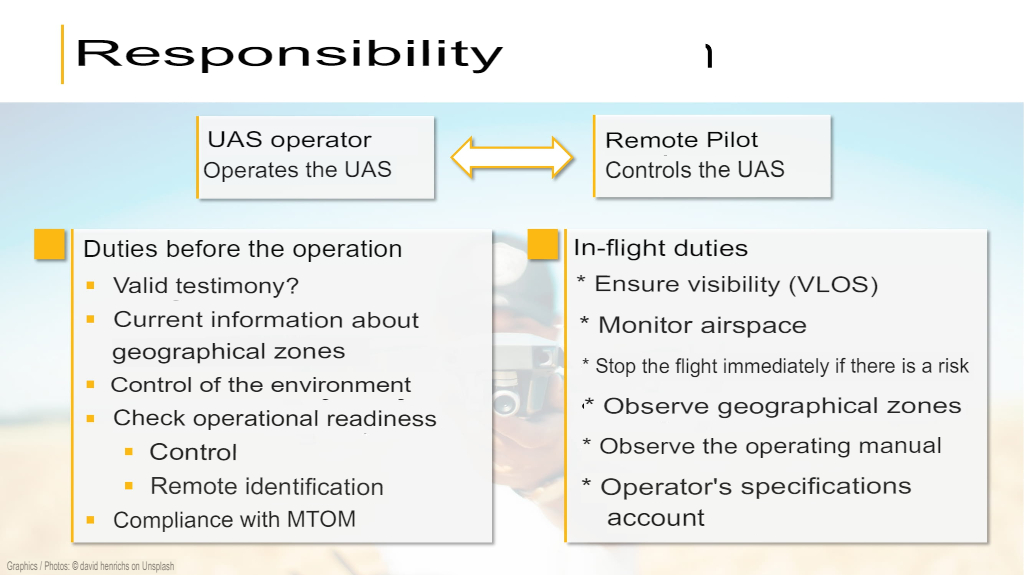 Responsibility
UAS operator
Operates the UAS
Remote Pilot
Controls the UAS
Duties before the operation
Valid testimony?
Current information about
geographical zones
Control of the environment
Check operational readiness
Control
Remote identification
Compliance with MTOM
In-flight duties
* Ensure visibility (VLOS)
* Monitor airspace
* Stop the flight immediately if there is a risk
* Observe geographical zones
* Observe the operating manual
* Operator's specifications
account
Graphics / Photos: © david henrichs on Unsplash